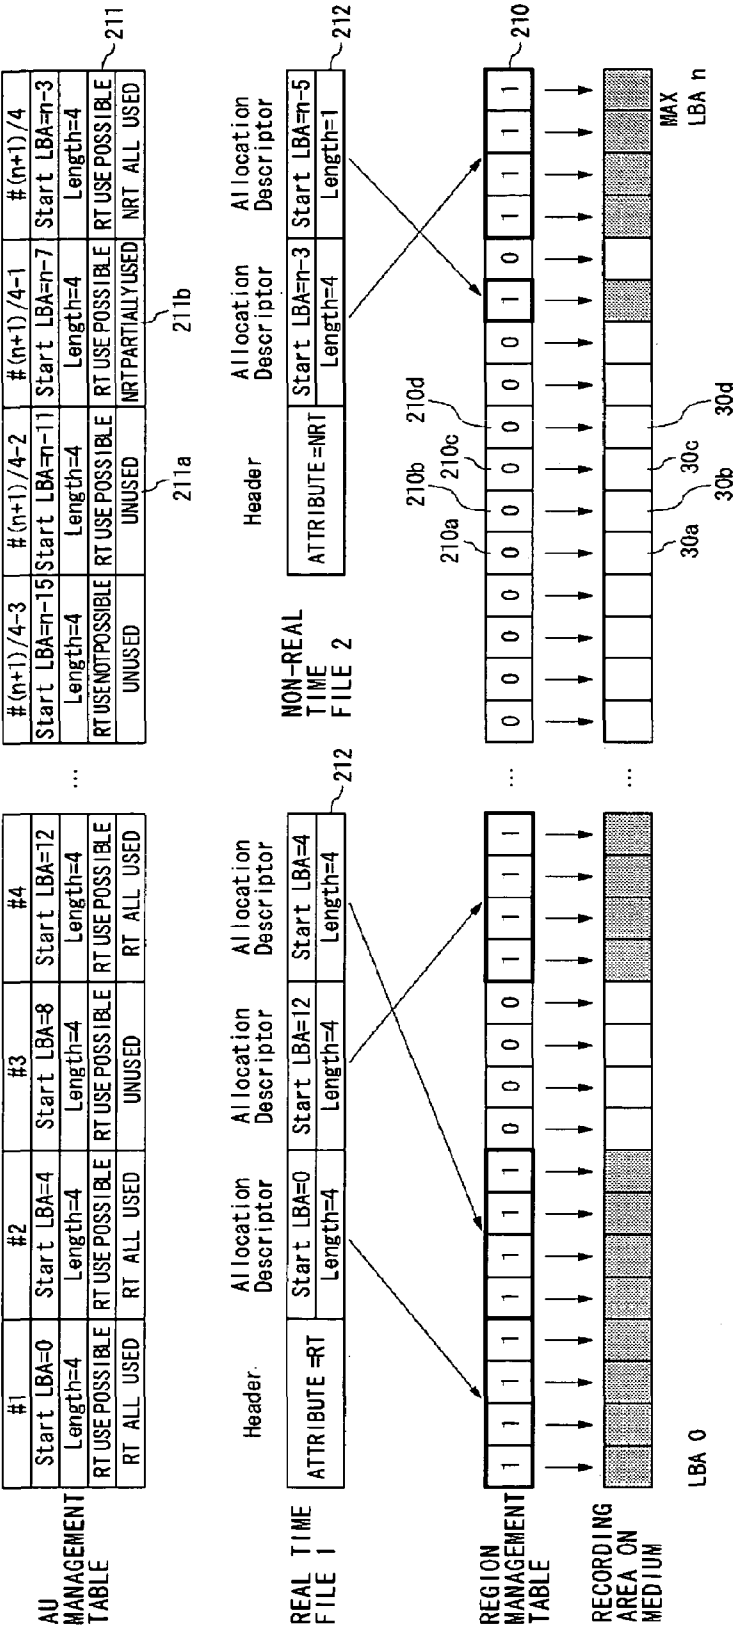 AU
MANAGEMENT
TABLE
#1 #2 #3 #4 ... #(n+1)/4-3 #(n+1)/4-2 #(n+1)/4-1 #(n+1)/4
Start LBA=0 Start LBA=4 Start LBA=8 Start LBA=12 Start LBA=n-15 Start LBA=n-11 Start LBA=n-7 Start LBA=n-3
Length=4 Length=4 Length=4 Length=4 Length=4 Length=4 Length=4 Length=4
RT USE POSSIBLE RT USE POSSIBLE RT USE POSSIBLE RT USE POSSIBLE RT USE NOT POSSIBLE RT USE POSSIBLE RT USE POSSIBLE RT USE POSSIBLE
RT ALL USED RT ALL USED UNUSED RT ALL USED UNUSED UNUSED NRT PARTIALLY USED NRT ALL USED
211
211a 211b
REAL TIME
FILE 1
Header
ATTRIBUTE=RT
Allocation
Descriptor
Start LBA=0
Length=4
Allocation
Descriptor
Start LBA=12
Length=4
Allocation
Descriptor
Start LBA=4
Length=4
212
NON-REAL
TIME
FILE 2
Header
ATTRIBUTE=NRT
Allocation
Descriptor
Start LBA=n-3
Length=4
Allocation
Descriptor
Start LBA=n-5
Length=1
212
210a 210b 210c 210d
REGION
MANAGEMENT
TABLE
1 1 1 1 1 1 1 1 0 0 0 0 1 1 1 1 ... 0 0 0 0 0 0 0 0 0 0 1 0 1 1 1 1
210
RECORDING
AREA ON
MEDIUM
...
30a 30b 30c 30d
LBA 0
MAX
LBA n